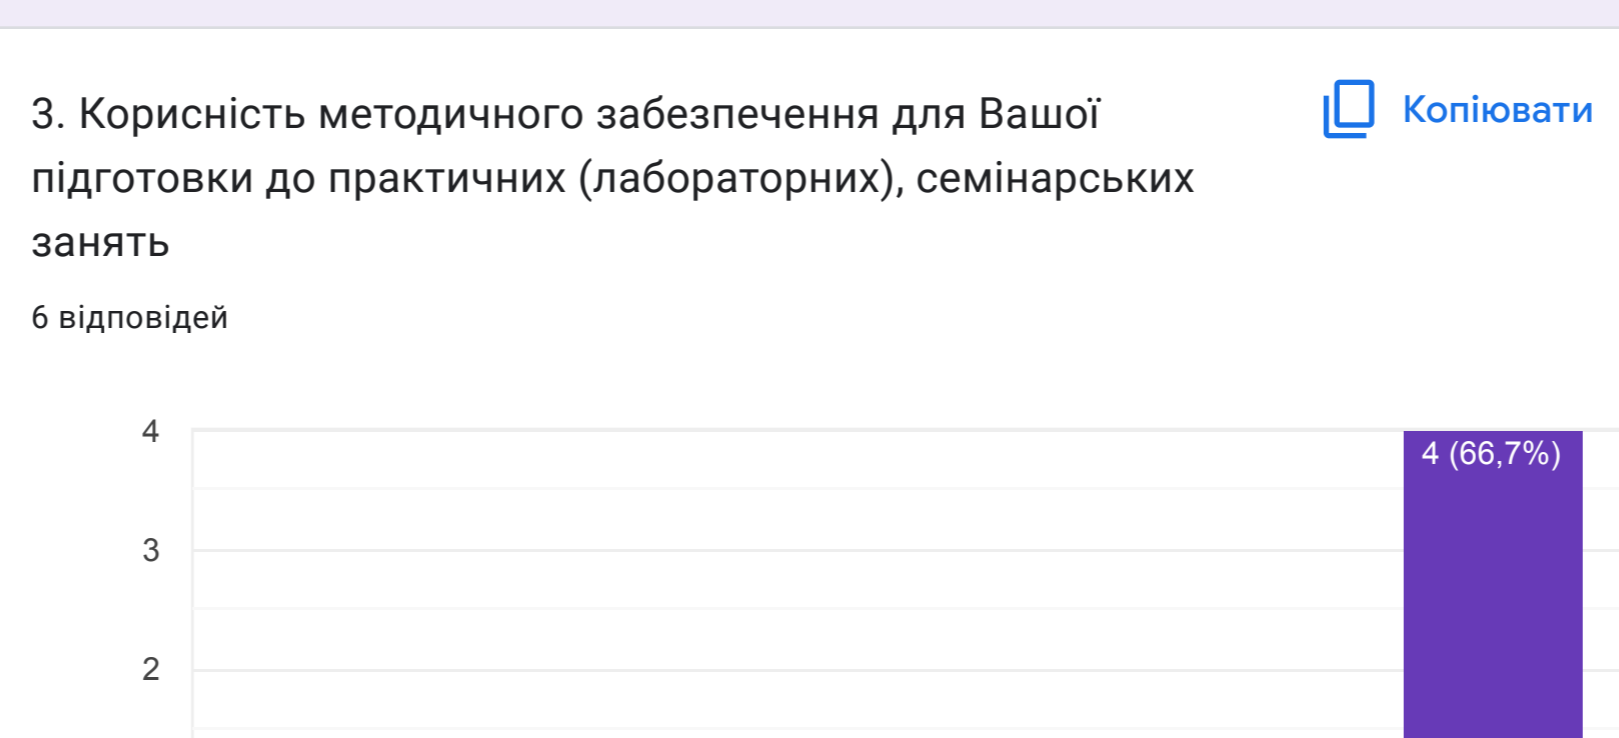 3. Корисність методичного забезпечення для Вашої
підготовки до практичних (лабораторних), семінарських
занять
Копіювати
6 відповідей
4
4 (66,7%)
3
2